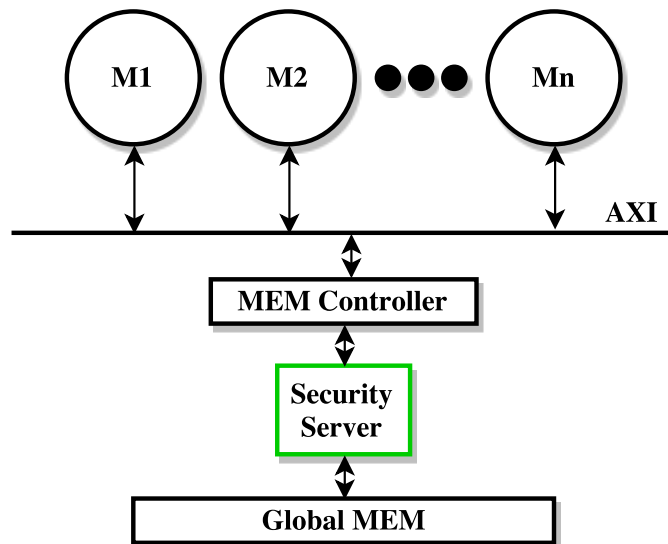 M1 M2 Mn
AXI
MEM Controller
Security
Server
Global MEM